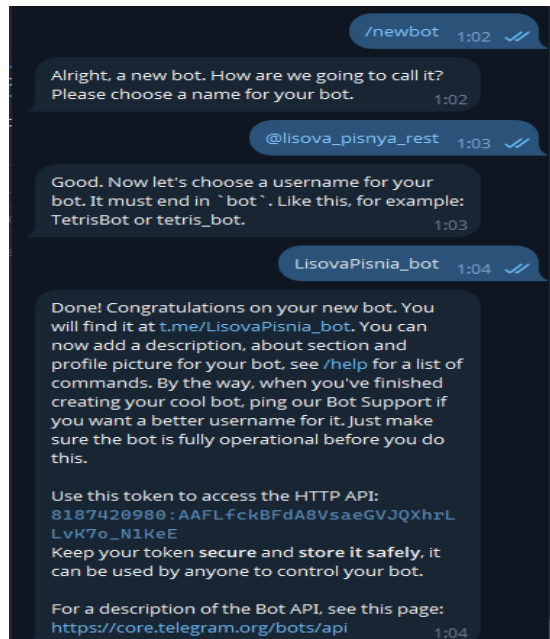 /newbot 1:02
Alright, a new bot. How are we going to call it?
Please choose a name for your bot. 1:02
@lisova_pisnya_rest 1:03
Good. Now let's choose a username for your
bot. It must end in `bot`. Like this, for example:
TetrisBot or tetris_bot. 1:03
LisovaPisnia_bot 1:04
Done! Congratulations on your new bot. You
will find it at t.me/LisovaPisnia_bot. You can
now add a description, about section and
profile picture for your bot, see /help for a list of
commands. By the way, when you've finished
creating your cool bot, ping our Bot Support if
you want a better username for it. Just make
sure the bot is fully operational before you do
this.
Use this token to access the HTTP API:
8187420980:AAFLfckBFdA8VsaeGVJQXhrL
LvK7o_N1KeE
Keep your token secure and store it safely, it
can be used by anyone to control your bot.
For a description of the Bot API, see this page:
https://core.telegram.org/bots/api 1:04